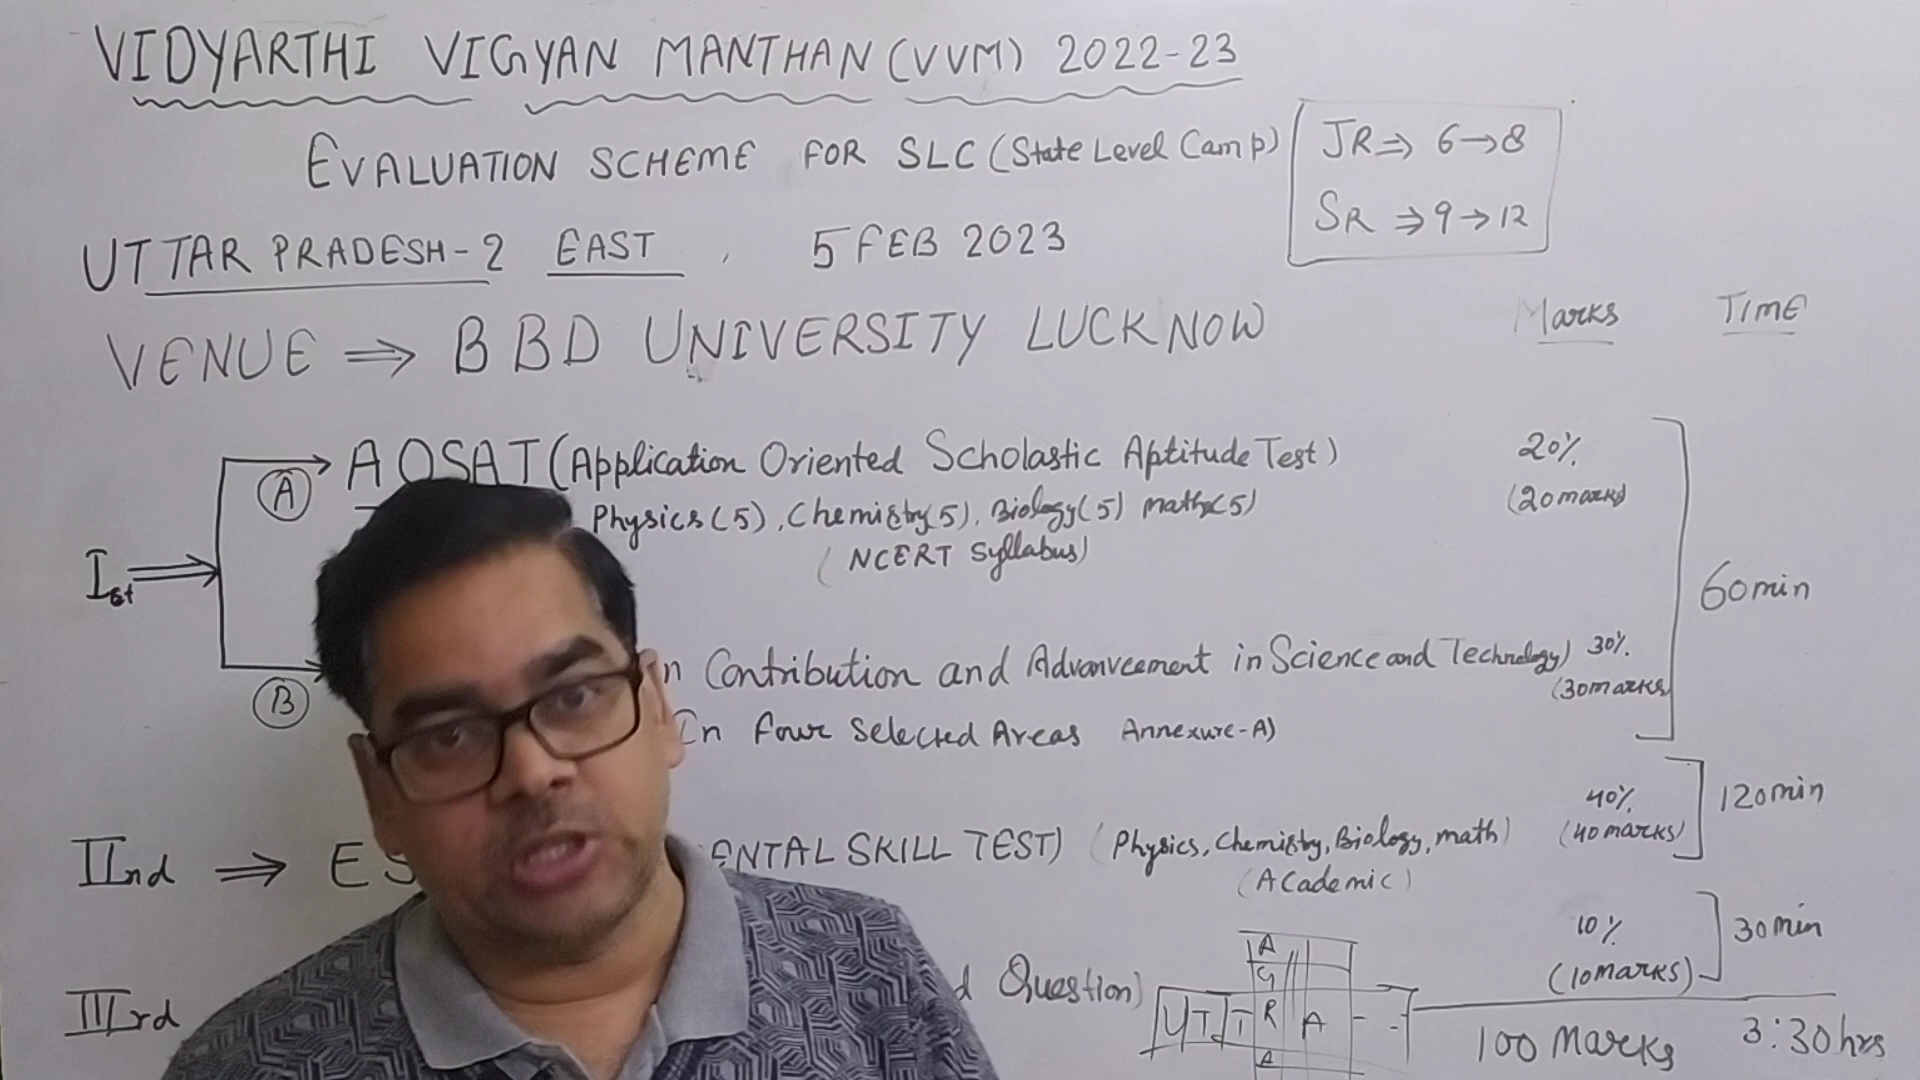 VIDYARTHI VIGYAN MANTHAN (VVM) 2022-23
EVALUATION SCHEME FOR SLC (State Level Camp)
JR ⇒ 6→8
SR ⇒ 9→12
UTTAR PRADESH-2 EAST, 5 FEB 2023
VENUE ⇒ BBD UNIVERSITY LUCKNOW
Marks TIME
Ist ⇒
(A) → AOSAT (Application Oriented Scholastic Aptitude Test) 20%
Physics(5), Chemistry(5), Biology(5) math(5) (20 marks)
(NCERT Syllabus)
60 min
(B) → n Contribution and Advancement in Science and Technology) 30%
(30 marks)
In four Selected Areas Annexure-A)
IInd ⇒ ES ENTAL SKILL TEST) (Physics, Chemistry, Biology, math) 40%
(40 marks)
120 min
(Academic)
IIIrd d Question) 10%
(10 marks)
30 min
A
G
UTTRA--
A
100 Marks 3:30 hrs